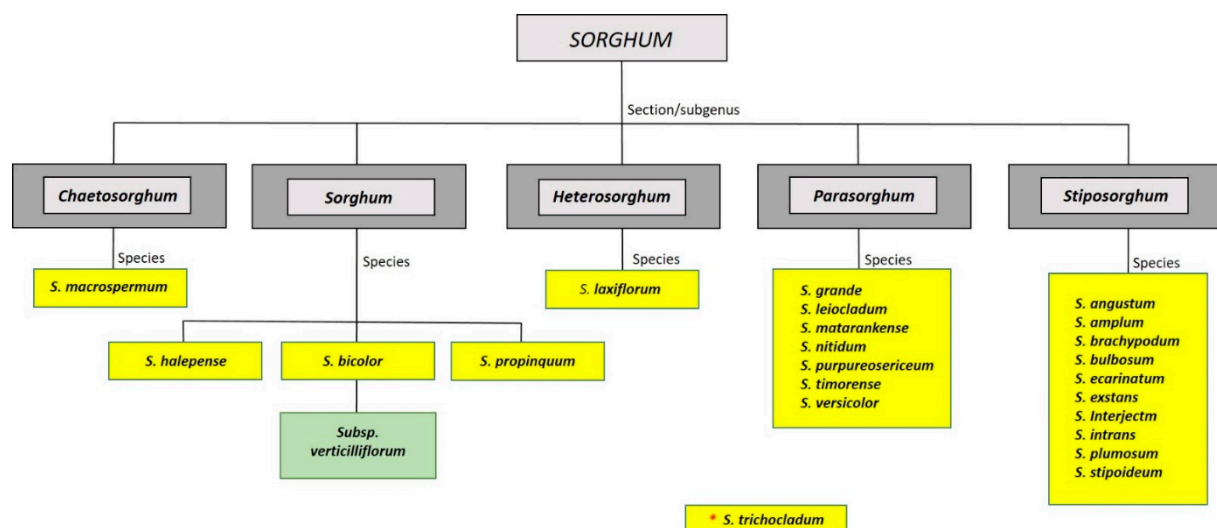 SORGHUM
Section/subgenus
Chaetosorghum
Sorghum
Heterosorghum
Parasorghum
Stiposorghum
Species
Species
Species
Species
Species
S. macrospermum
S. laxiflorum
S. halepense
S. bicolor
S. propinquum
Subsp.
verticilliflorum
S. grande
S. leiocladum
S. matarankense
S. nitidum
S. purpureosericeum
S. timorense
S. versicolor
S. angustum
S. amplum
S. brachypodum
S. bulbosum
S. ecarinatum
S. exstans
S. Interjectm
S. intrans
S. plumosum
S. stipoideum
* S. trichocladum